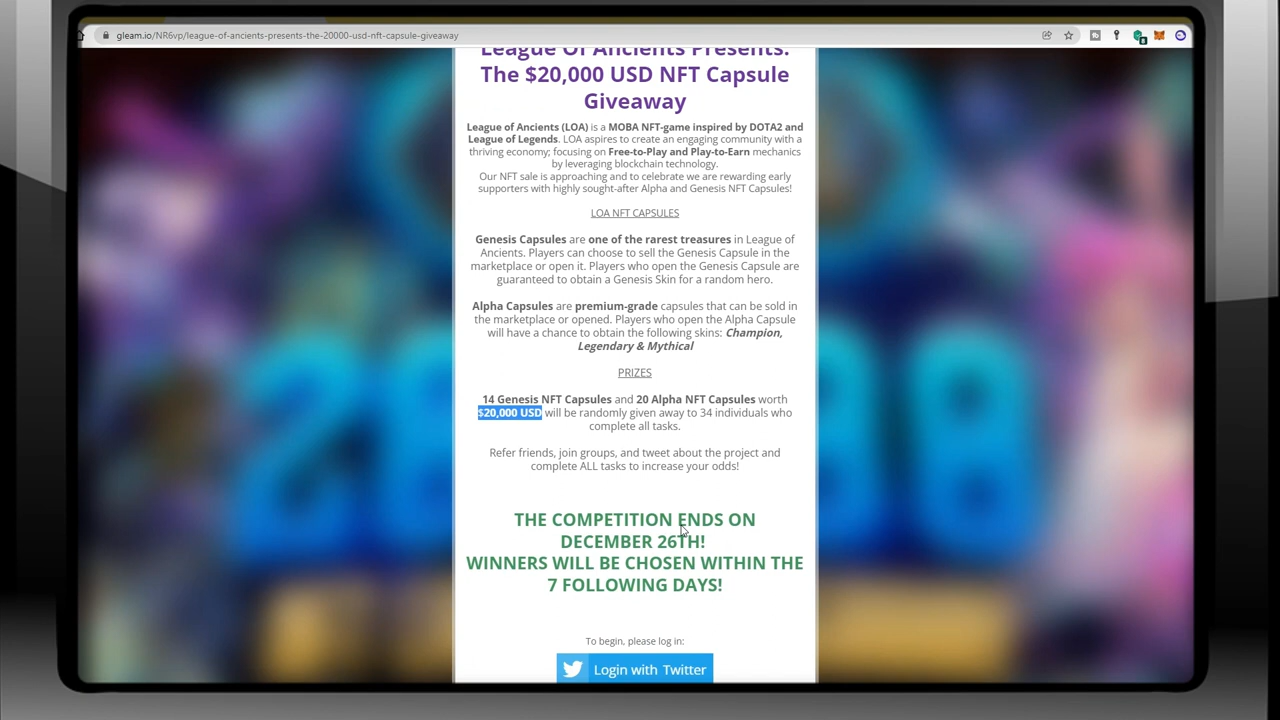 gleam.io/NR6vp/league-of-ancients-presents-the-20000-usd-nft-capsule-giveaway
League Of Ancients Presents:
The $20,000 USD NFT Capsule
Giveaway
League of Ancients (LOA) is a MOBA NFT-game inspired by DOTA2 and
League of Legends. LOA aspires to create an engaging community with a
thriving economy; focusing on Free-to-Play and Play-to-Earn mechanics
by leveraging blockchain technology.
Our NFT sale is approaching and to celebrate we are rewarding early
supporters with highly sought-after Alpha and Genesis NFT Capsules!
LOA NFT CAPSULES
Genesis Capsules are one of the rarest treasures in League of
Ancients. Players can choose to sell the Genesis Capsule in the
marketplace or open it. Players who open the Genesis Capsule are
guaranteed to obtain a Genesis Skin for a random hero.
Alpha Capsules are premium-grade capsules that can be sold in
the marketplace or opened. Players who open the Alpha Capsule
will have a chance to obtain the following skins: Champion,
Legendary & Mythical
PRIZES
14 Genesis NFT Capsules and 20 Alpha NFT Capsules worth
$20,000 USD will be randomly given away to 34 individuals who
complete all tasks.
Refer friends, join groups, and tweet about the project and
complete ALL tasks to increase your odds!
THE COMPETITION ENDS ON
DECEMBER 26TH!
WINNERS WILL BE CHOSEN WITHIN THE
7 FOLLOWING DAYS!
To begin, please log in:
Login with Twitter